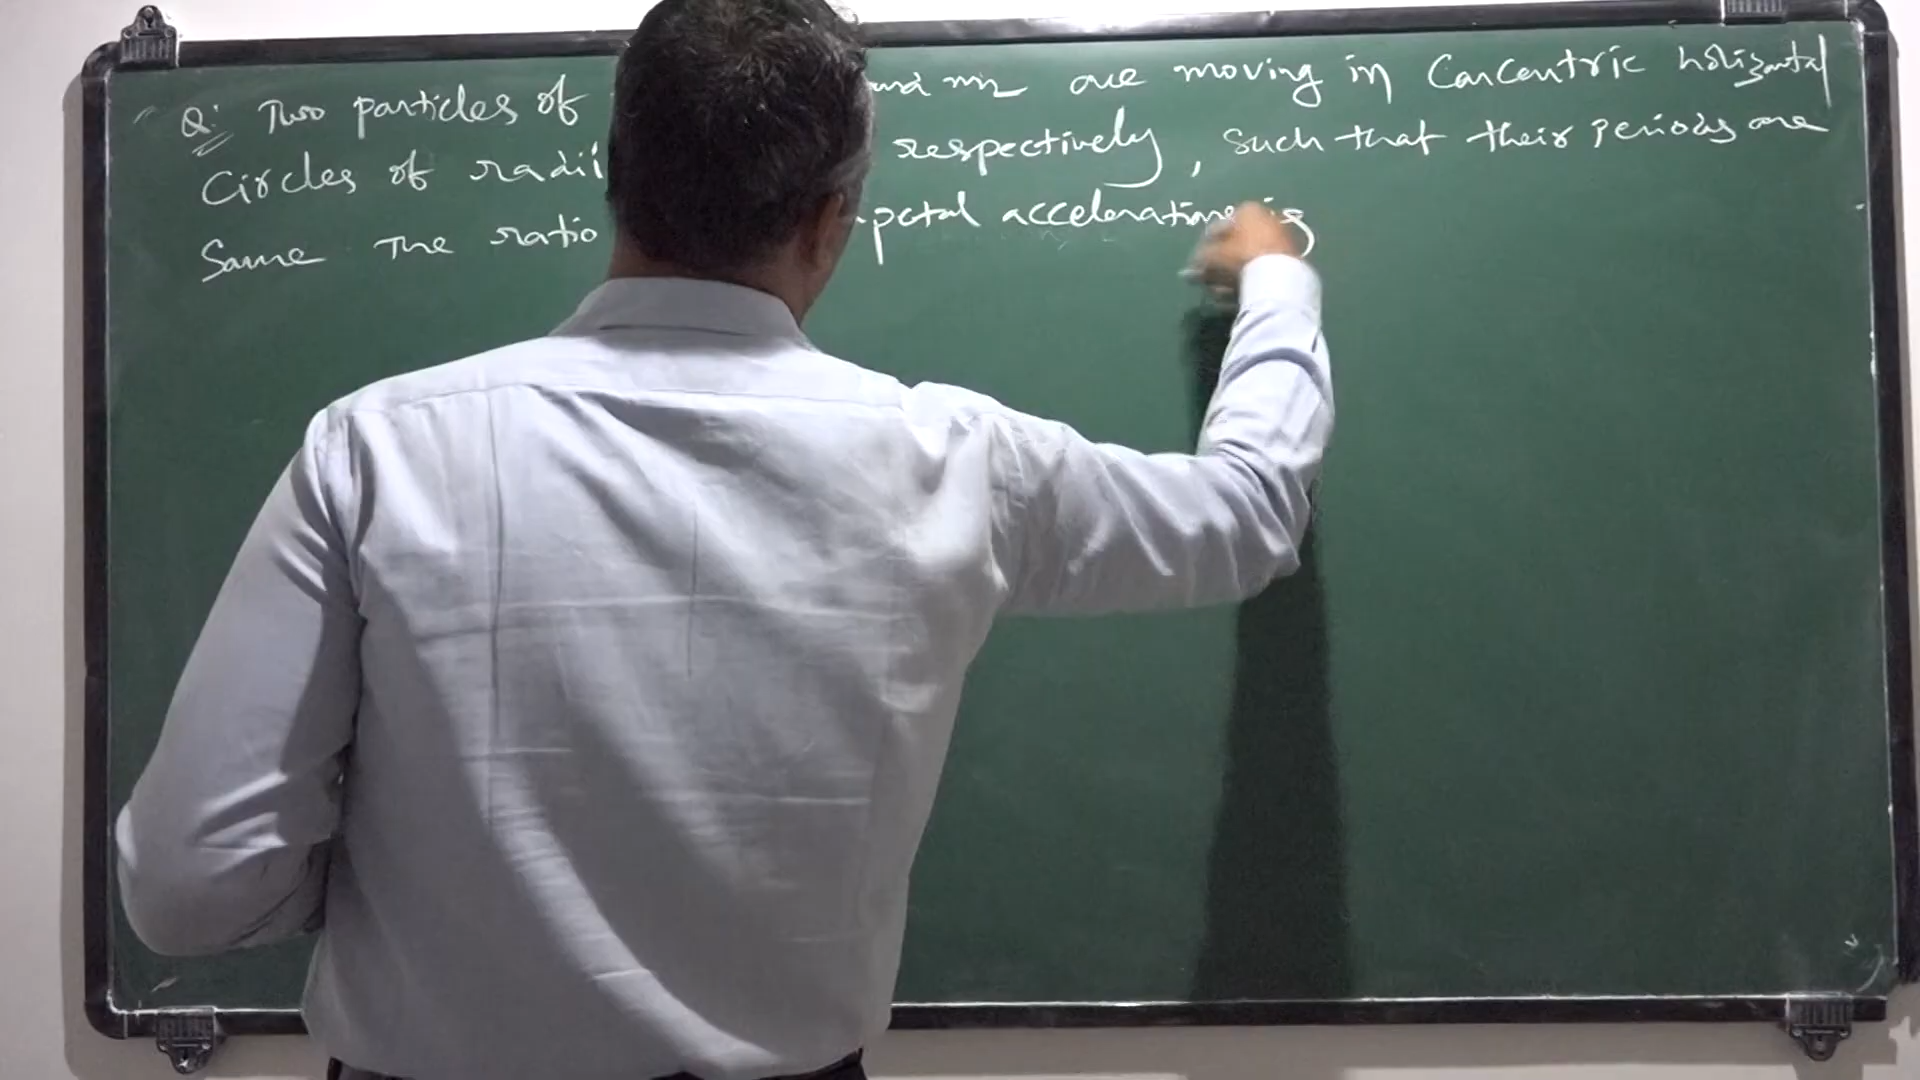 Q: Two particles of and m2 are moving in Concentric horizontal
Circles of radii respectively, such that their periods are
Same The ratio petal accelerations is